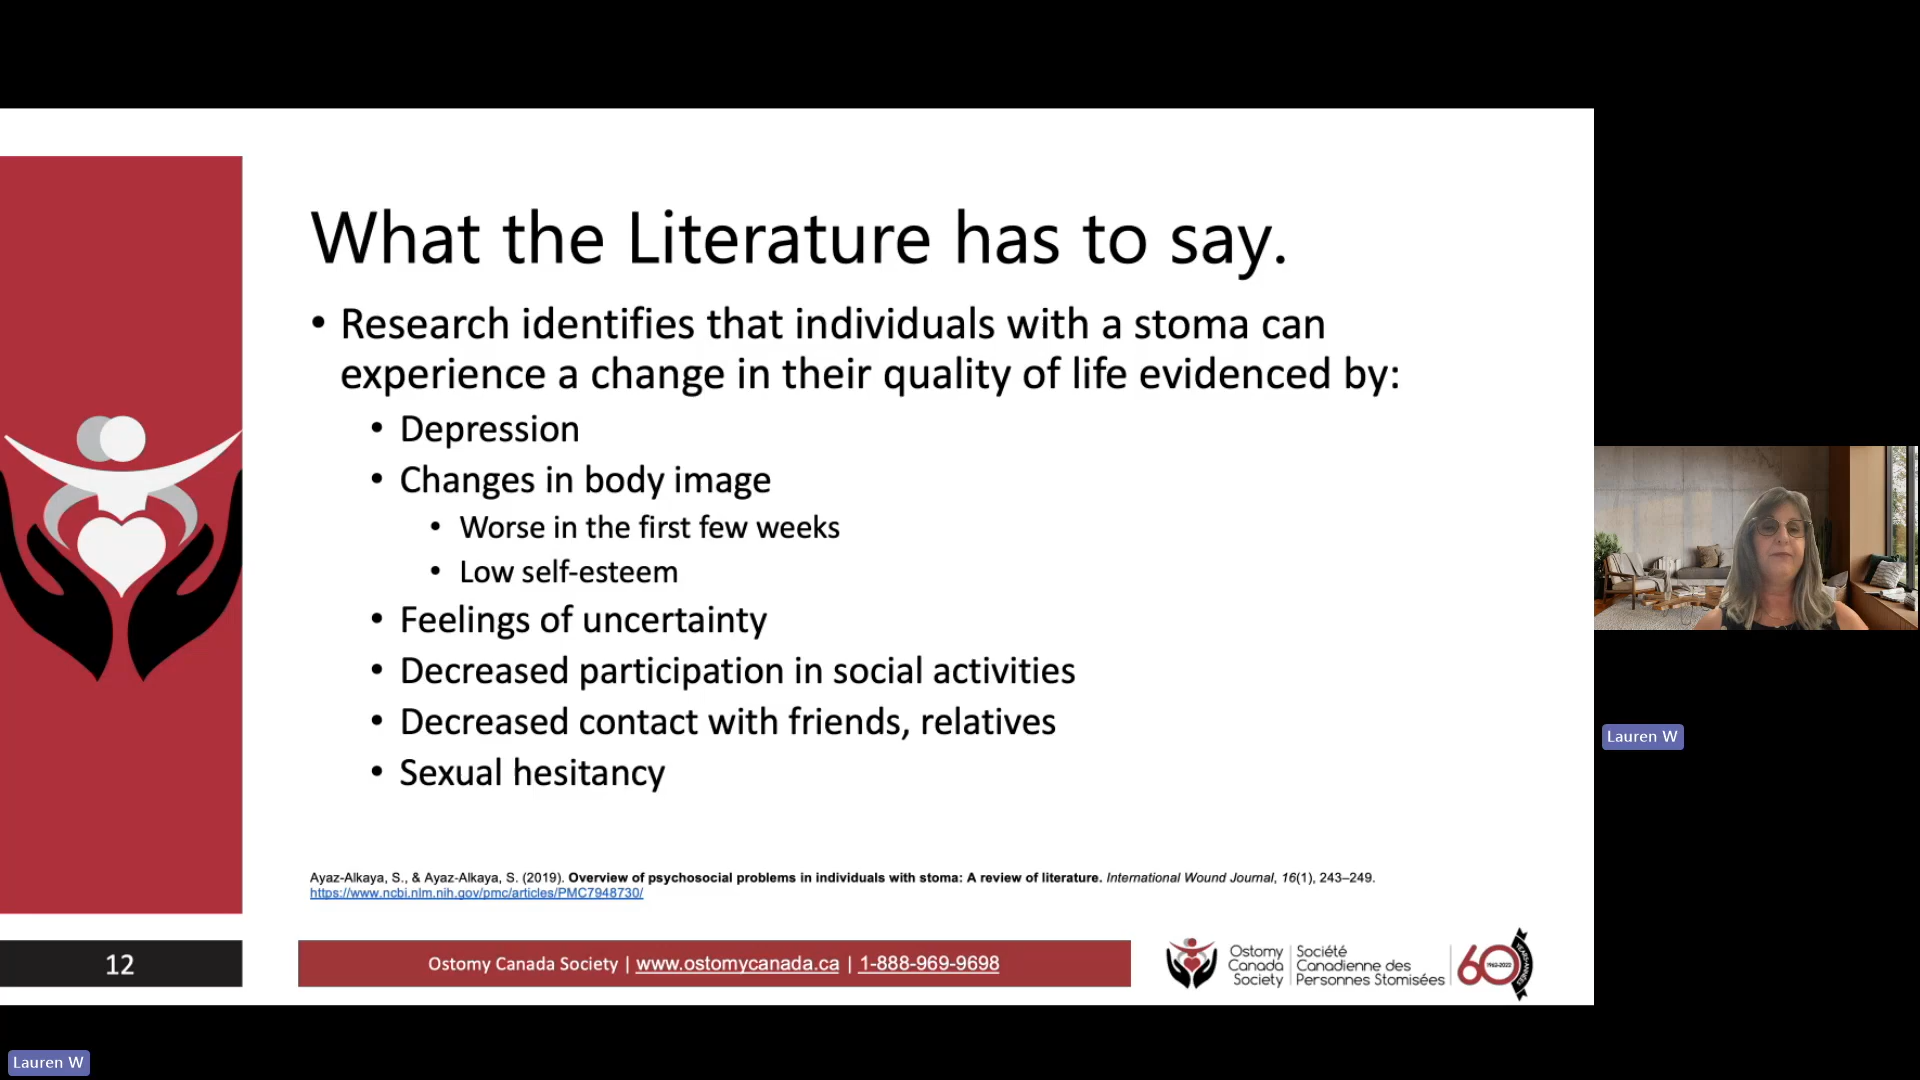 What the Literature has to say.
• Research identifies that individuals with a stoma can
experience a change in their quality of life evidenced by:
• Depression
• Changes in body image
• Worse in the first few weeks
• Low self-esteem
• Feelings of uncertainty
• Decreased participation in social activities
• Decreased contact with friends, relatives
• Sexual hesitancy
Ayaz-Alkaya, S., & Ayaz-Alkaya, S. (2019). Overview of psychosocial problems in individuals with stoma: A review of literature. International Wound Journal, 16(1), 243–249.
https://www.ncbi.nlm.nih.gov/pmc/articles/PMC7948730/
12
Ostomy Canada Society | www.ostomycanada.ca | 1-888-969-9698
Ostomy
Canada
Society
Société
Canadienne des
Personnes Stomisées
60
1962-2022
Lauren W
Lauren W